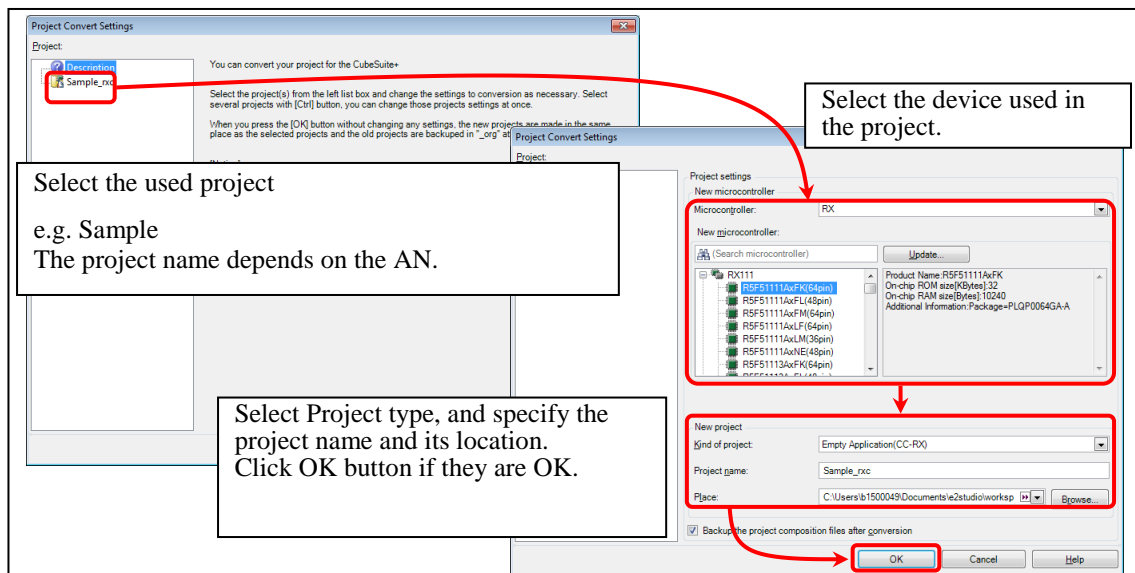 Project Convert Settings
Project:
Description
Sample_rxc
You can convert your project for the CubeSuite+
Select the project(s) from the left list box and change the settings to conversion as necessary. Select
several projects with [Ctrl] button, you can change those projects settings at once.
When you press the [OK] button without changing any settings, the new projects are made in the same
place as the selected projects and the old projects are backuped in "_org" at
Select the device used in
the project.
Select the used project
e.g. Sample
The project name depends on the AN.
Project Convert Settings
Project:
Project settings
New microcontroller
Microcontroller:
RX
New microcontroller:
(Search microcontroller)
Update...
RX111
R5F51111AxFK(64pin)
R5F51111AxFL(48pin)
R5F51111AxFM(64pin)
R5F51111AxLF(64pin)
R5F51111AxLM(36pin)
R5F51111AxNE(48pin)
R5F51113AxFK(64pin)
Product Name:R5F51111AxFK
On-chip ROM size[KBytes]:32
On-chip RAM size[Bytes]:10240
Additional Information:Package=PLQP0064GA-A
Select Project type, and specify the
project name and its location.
Click OK button if they are OK.
New project
Kind of project:
Empty Application(CC-RX)
Project name:
Sample_rxc
Place:
C:\Users\b1500049\Documents\e2studio\worksp
Browse...
Backup the project composition files after conversion
OK
Cancel
Help